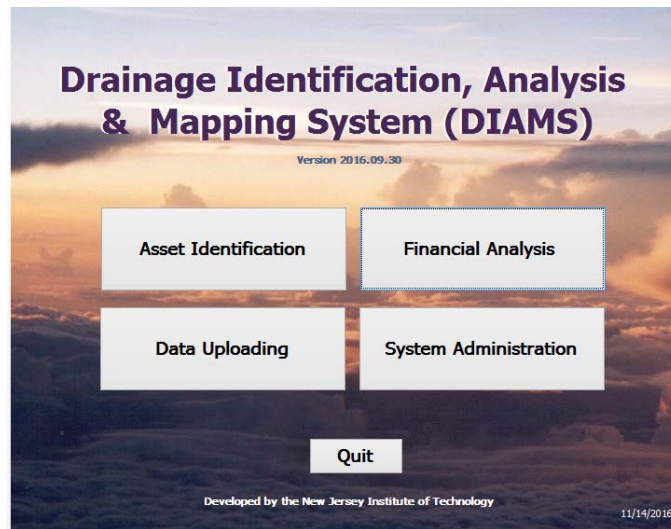 Drainage Identification, Analysis
& Mapping System (DIAMS)
Version 2016.09.30
Asset Identification
Financial Analysis
Data Uploading
System Administration
Quit
Developed by the New Jersey Institute of Technology
11/14/2016